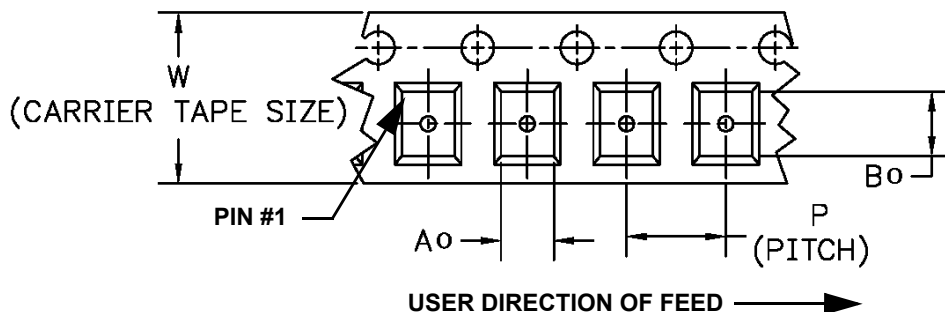 W
(CARRIER TAPE SIZE)
PIN #1
Ao
Bo
P
(PITCH)
USER DIRECTION OF FEED